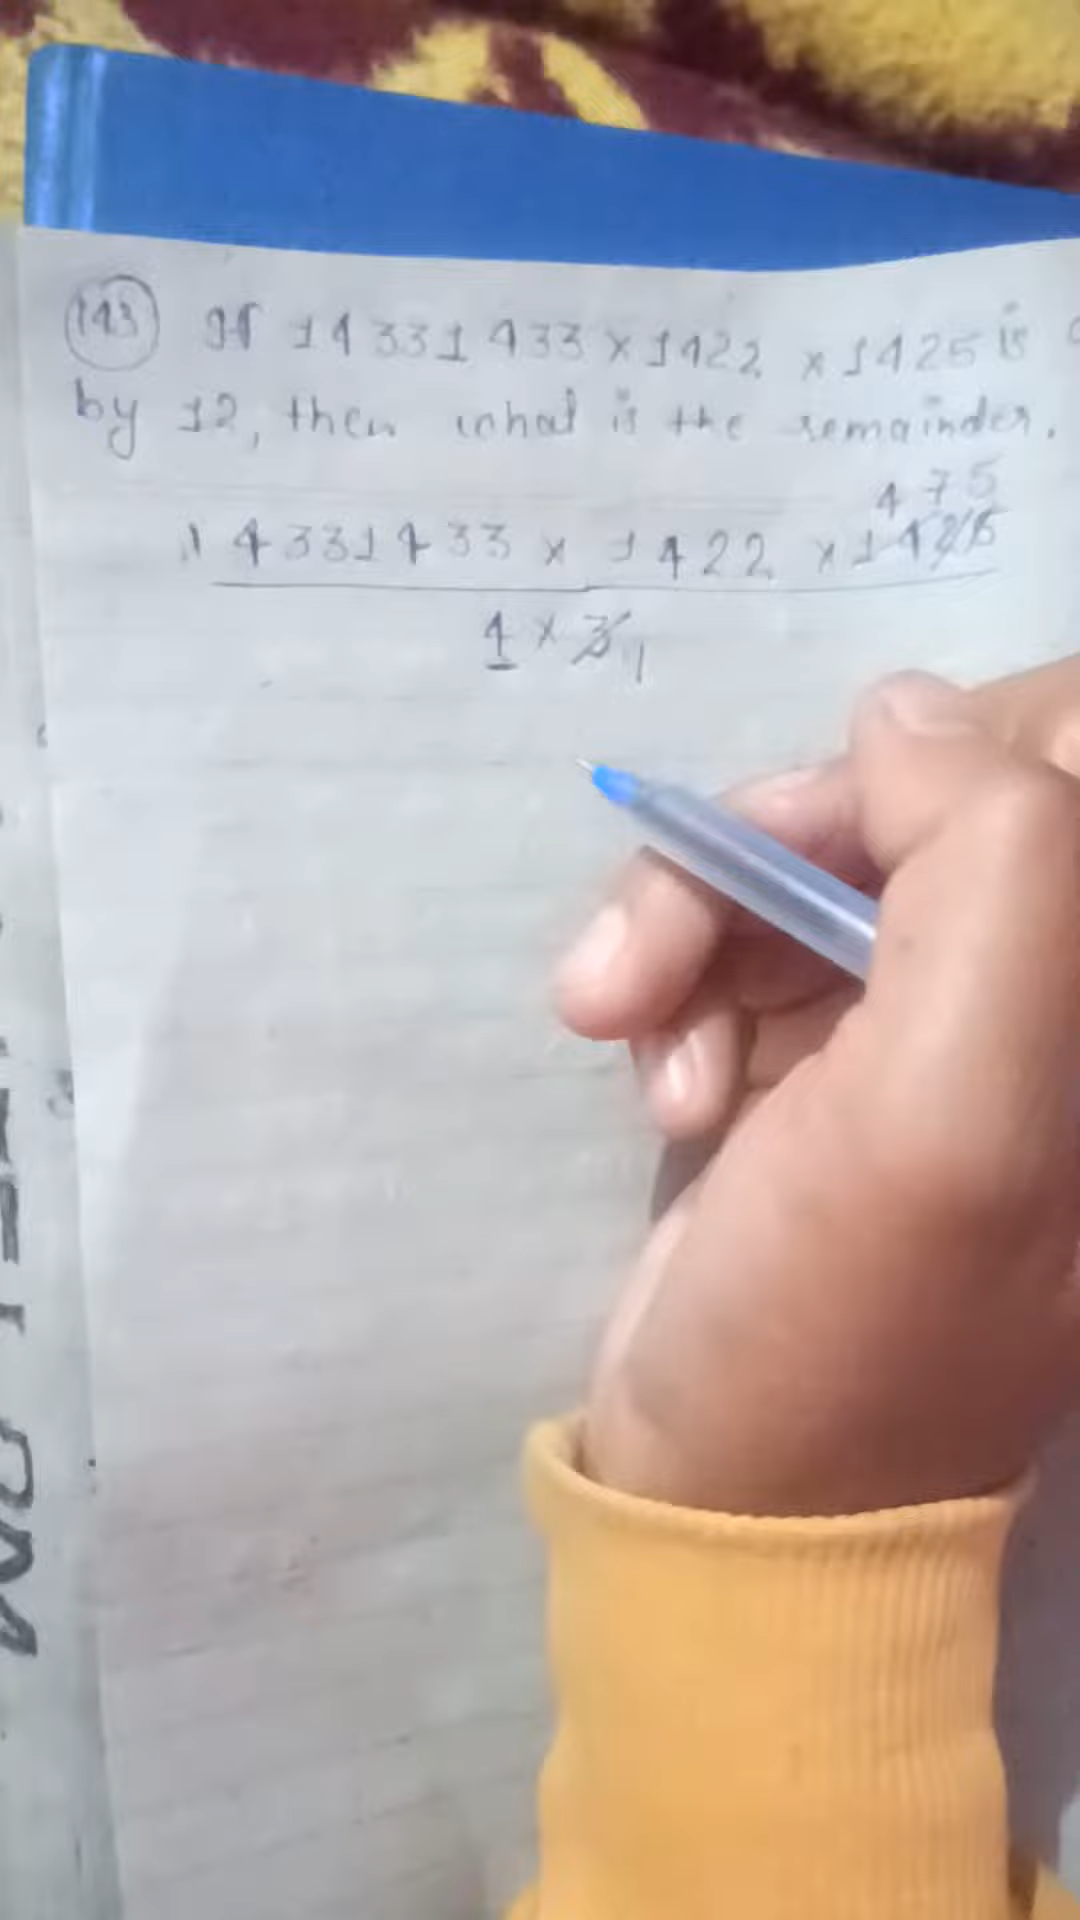 143 If 14331433 x 1422 x 1425 is
by 12, then what is the remainder.
475
14331433 x 1422 x 1425
4 x 3 1